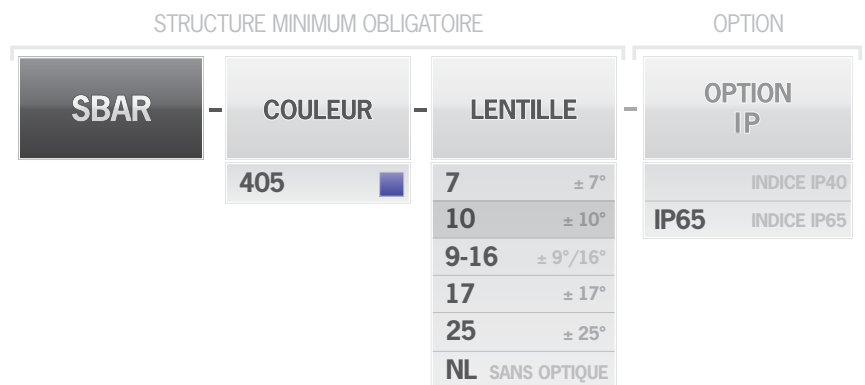 STRUCTURE MINIMUM OBLIGATOIRE
OPTION
SBAR - COULEUR - LENTILLE - OPTION IP
405
7 ± 7°
10 ± 10°
9-16 ± 9°/16°
17 ± 17°
25 ± 25°
NL SANS OPTIQUE
INDICE IP40
IP65 INDICE IP65